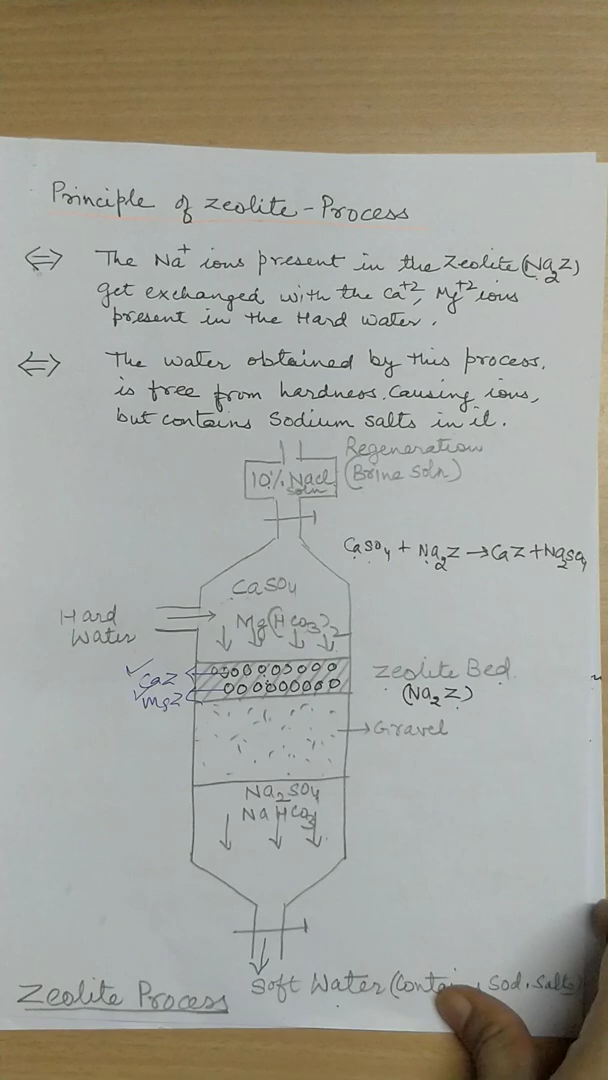 Principle of Zeolite-Process
⇔ The Na+ ions present in the Zeolite (Na2Z)
get exchanged with the Ca+2, Mg+2 ions
present in the Hard water.
⇔ The water obtained by this process.
is free from hardness. Causing ions,
but contains Sodium salts in it.
Regeneration
10% NaCl (Brine Soln)
soln
CaSO4 + Na2Z → CaZ + Na2SO4
CaSO4
Hard Mg(HCO3)2
Water
CaZ Zeolite Bed
MgZ (Na2Z)
Gravel
Na2SO4
NaHCO3
Soft Water (Contain Sod. Salts)
Zeolite Process